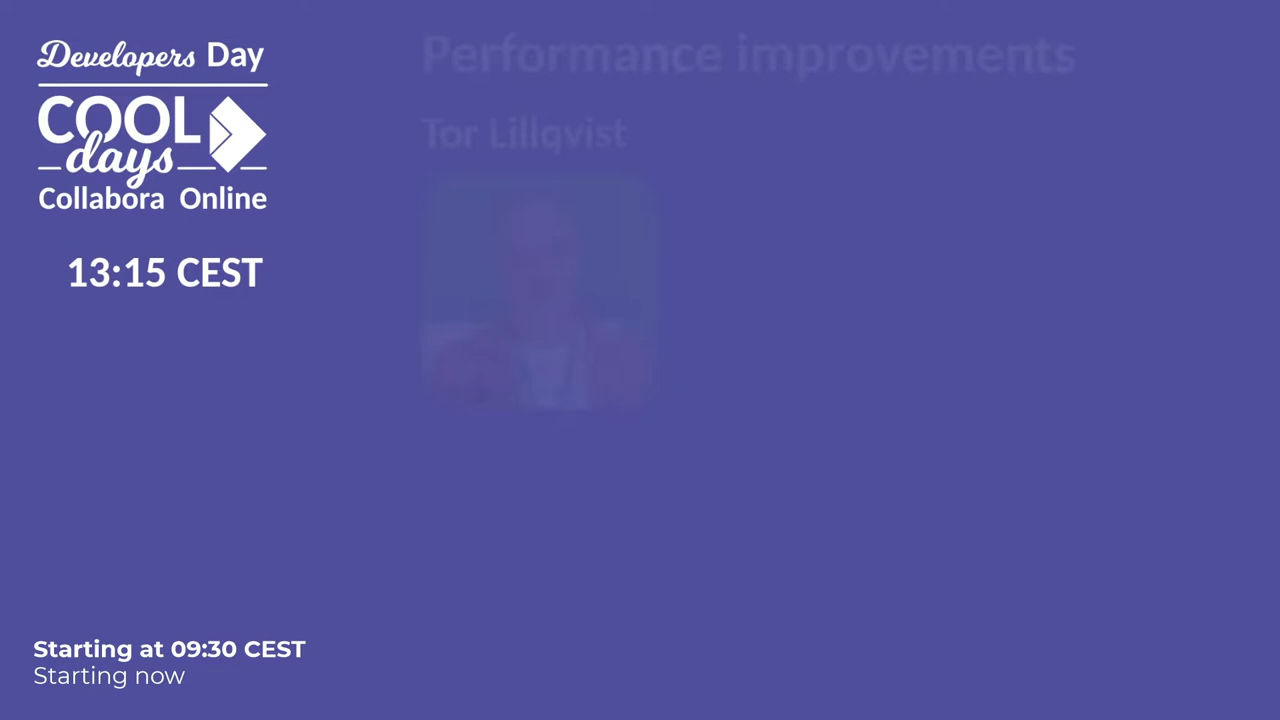 Developers Day
COOL
days
Collabora Online
13:15 CEST
Performance improvements
Tor Lillqvist
Starting at 09:30 CEST
Starting now